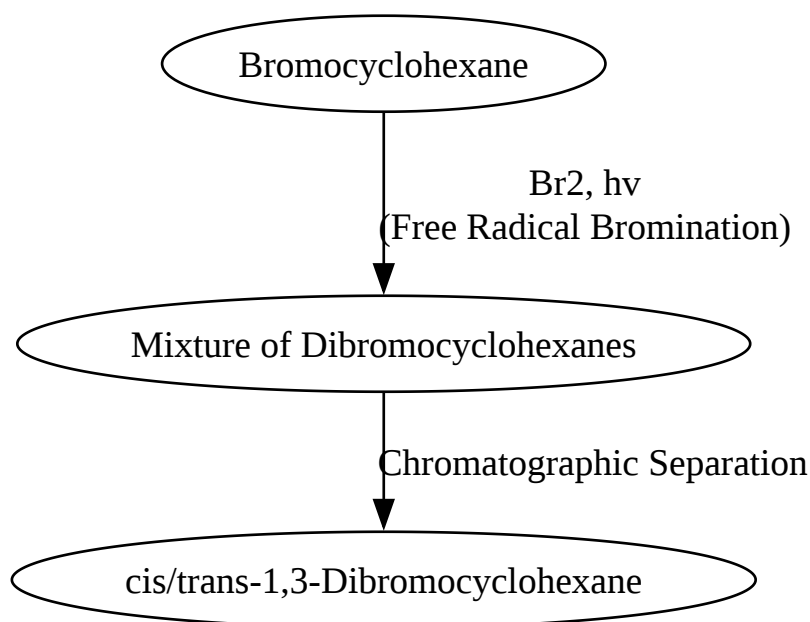 Bromocyclohexane
Br2, hv
(Free Radical Bromination)
Mixture of Dibromocyclohexanes
Chromatographic Separation
cis/trans-1,3-Dibromocyclohexane